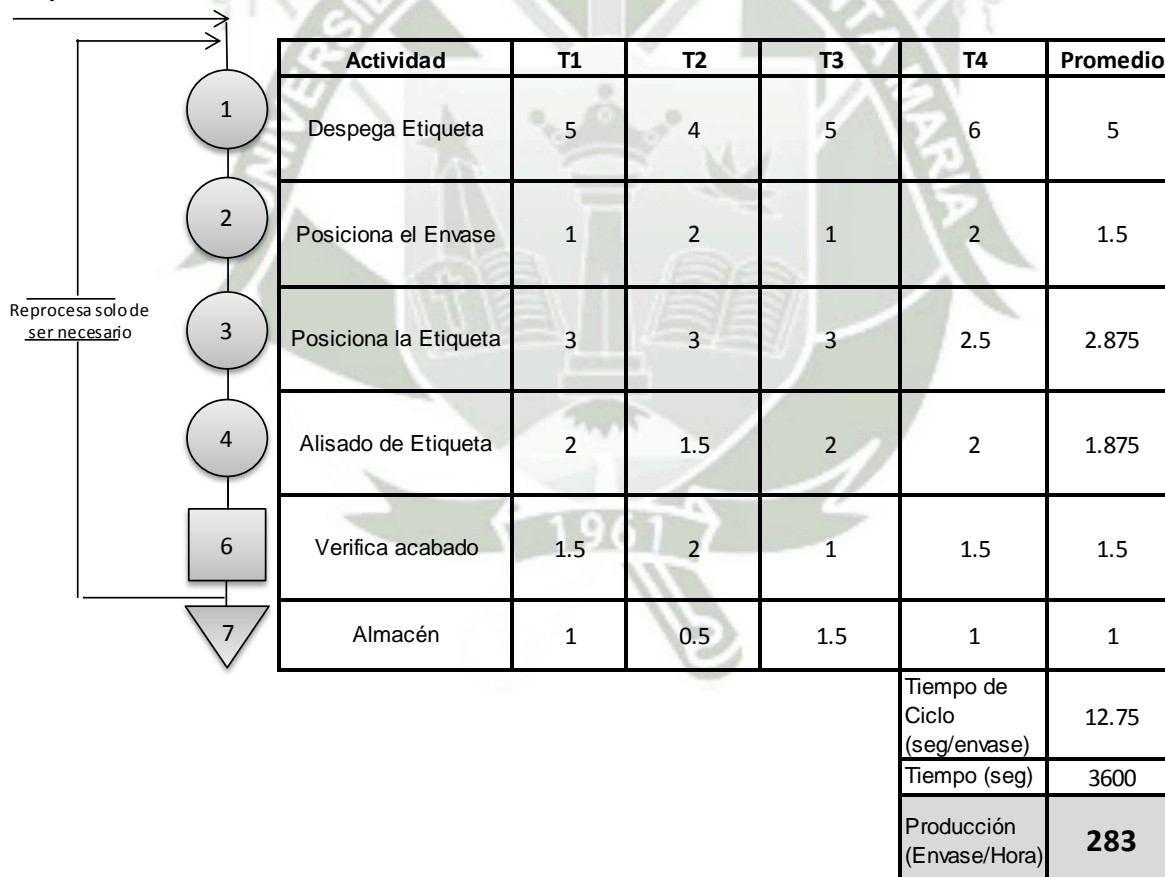 Actividad T1 T2 T3 T4 Promedio
1 Despega Etiqueta 5 4 5 6 5
2 Posiciona el Envase 1 2 1 2 1.5
Reprocesa solo de
ser necesario
3 Posiciona la Etiqueta 3 3 3 2.5 2.875
4 Alisado de Etiqueta 2 1.5 2 2 1.875
6 Verifica acabado 1.5 2 1 1.5 1.5
7 Almacén 1 0.5 1.5 1 1
Tiempo de
Ciclo
(seg/envase) 12.75
Tiempo (seg) 3600
Producción
(Envase/Hora) 283
1961